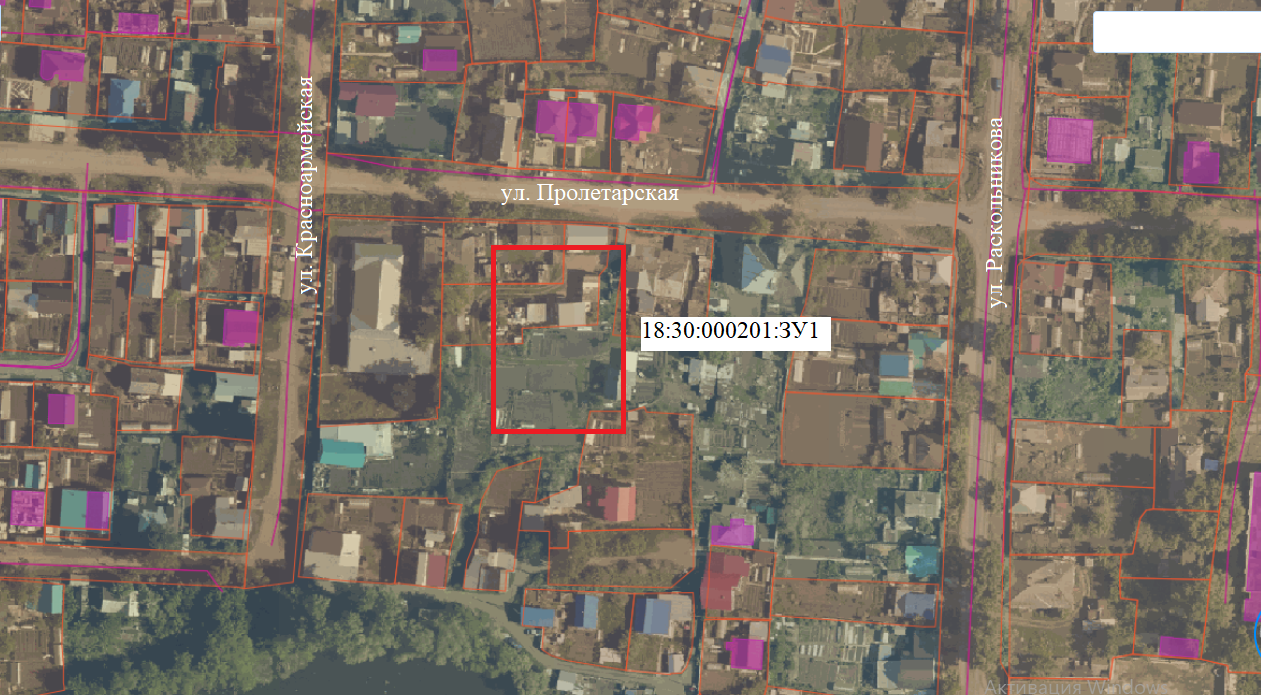 ул. Красноармейская
ул. Пролетарская
ул. Раскольникова
18:30:000201:ЗУ1
Активация Windows